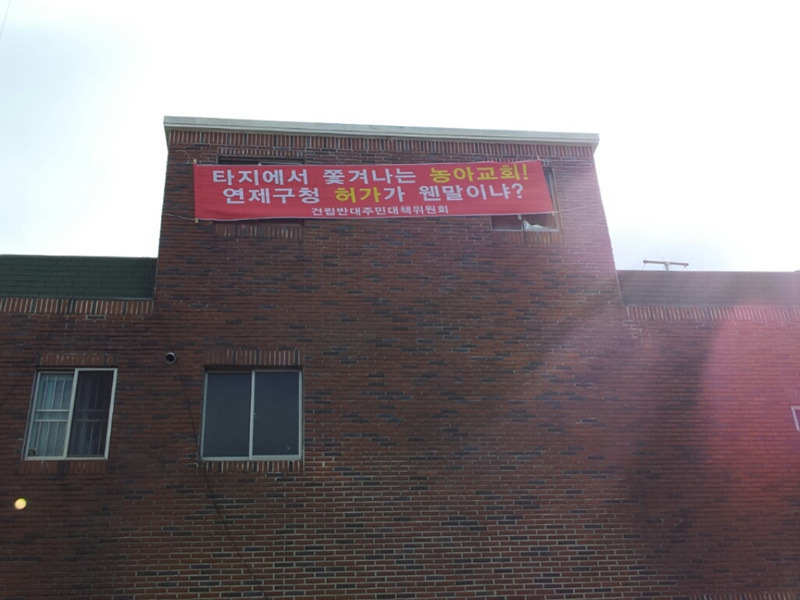 타지에서 쫓겨나는 농아교회!
연제구청 허가가 웬말이냐?
건립반대주민대책위원회